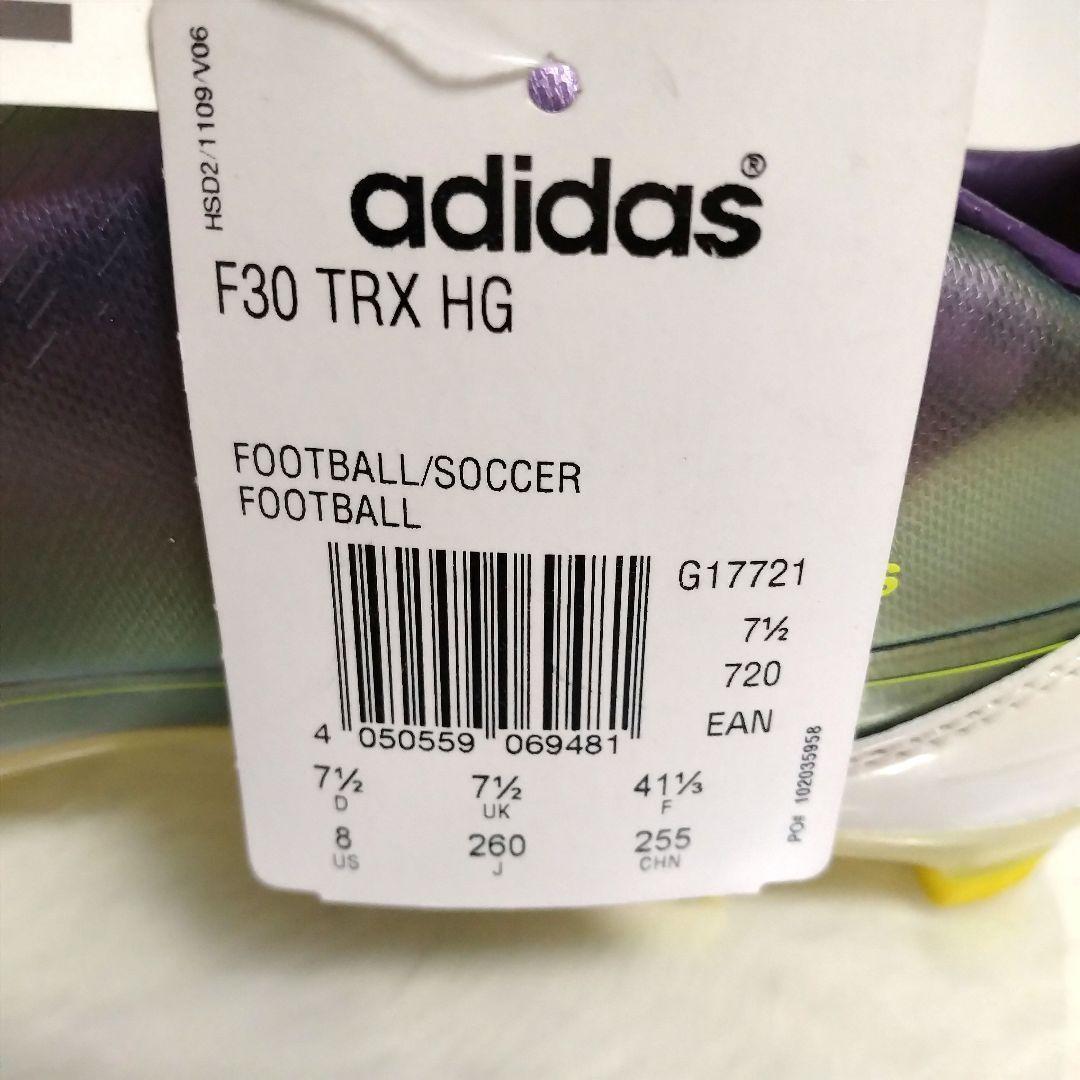 HSD2/1109/V06
adidas®
F30 TRX HG
FOOTBALL/SOCCER
FOOTBALL
G17721
7½
720
EAN
4 050559 069481
7½ 7½ 41⅓
D UK F
8 260 255
US J CHN
PO# 102035958
s